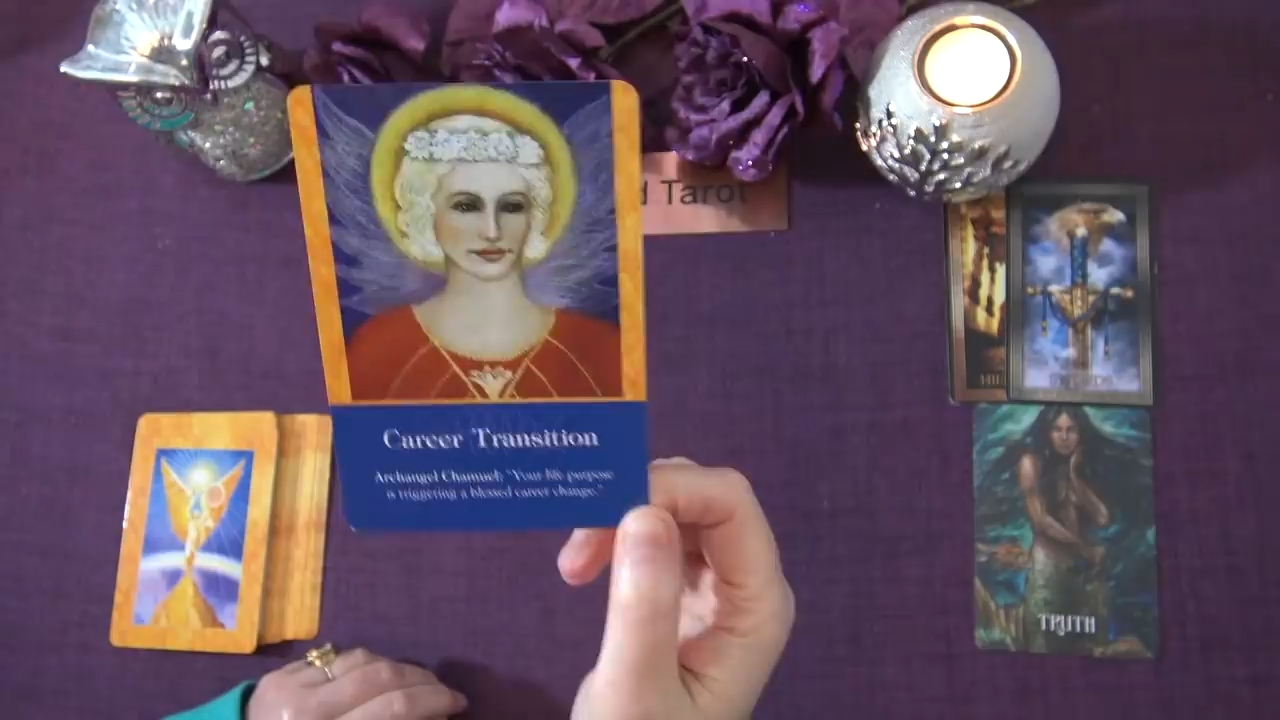 d Tarot
Career Transition
Archangel Chamuel: "Your life purpose
is triggering a blessed career change."
TRUTH